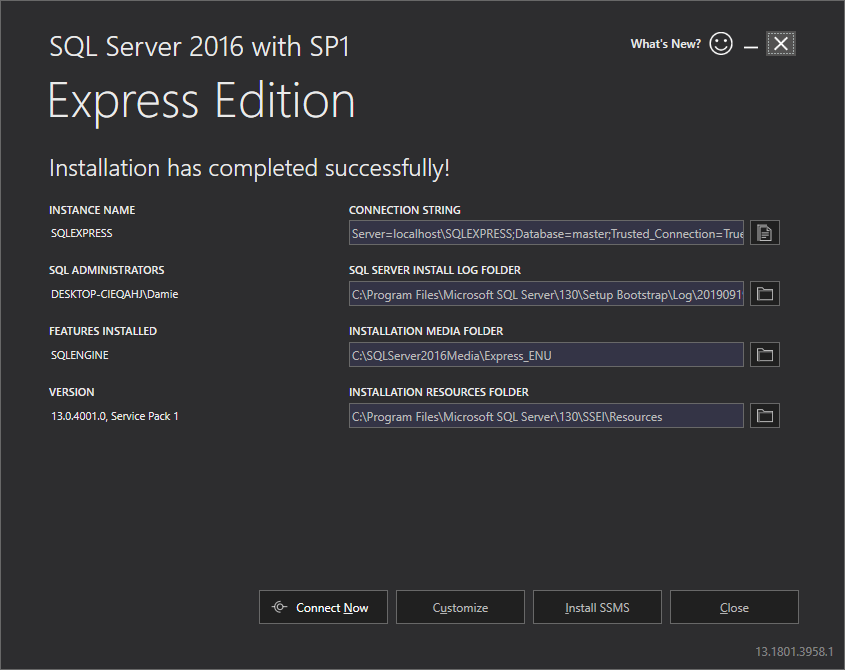 SQL Server 2016 with SP1
What's New?
Express Edition
Installation has completed successfully!
INSTANCE NAME
SQLEXPRESS
CONNECTION STRING
Server=localhost\SQLEXPRESS;Database=master;Trusted_Connection=True
SQL ADMINISTRATORS
DESKTOP-CIEQAHJ\Damie
SQL SERVER INSTALL LOG FOLDER
C:\Program Files\Microsoft SQL Server\130\Setup Bootstrap\Log\2019091
FEATURES INSTALLED
SQLENGINE
INSTALLATION MEDIA FOLDER
C:\SQLServer2016Media\Express_ENU
VERSION
13.0.4001.0, Service Pack 1
INSTALLATION RESOURCES FOLDER
C:\Program Files\Microsoft SQL Server\130\SSEI\Resources
Connect Now
Customize
Install SSMS
Close
13.1801.3958.1